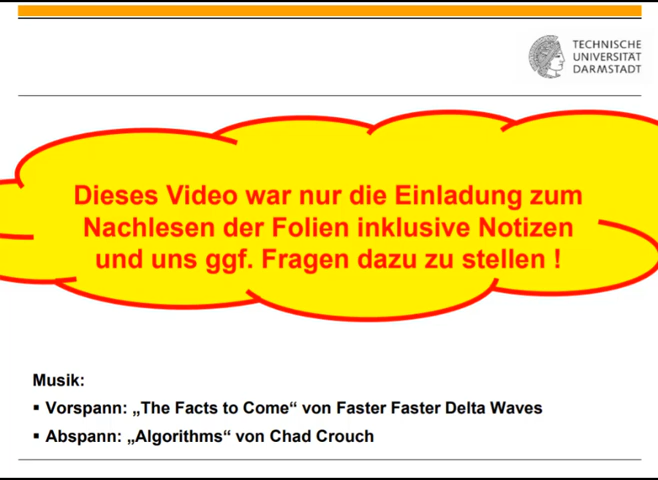 TECHNISCHE
UNIVERSITÄT
DARMSTADT
Dieses Video war nur die Einladung zum
Nachlesen der Folien inklusive Notizen
und uns ggf. Fragen dazu zu stellen !
Musik:
▪ Vorspann: „The Facts to Come“ von Faster Faster Delta Waves
▪ Abspann: „Algorithms“ von Chad Crouch